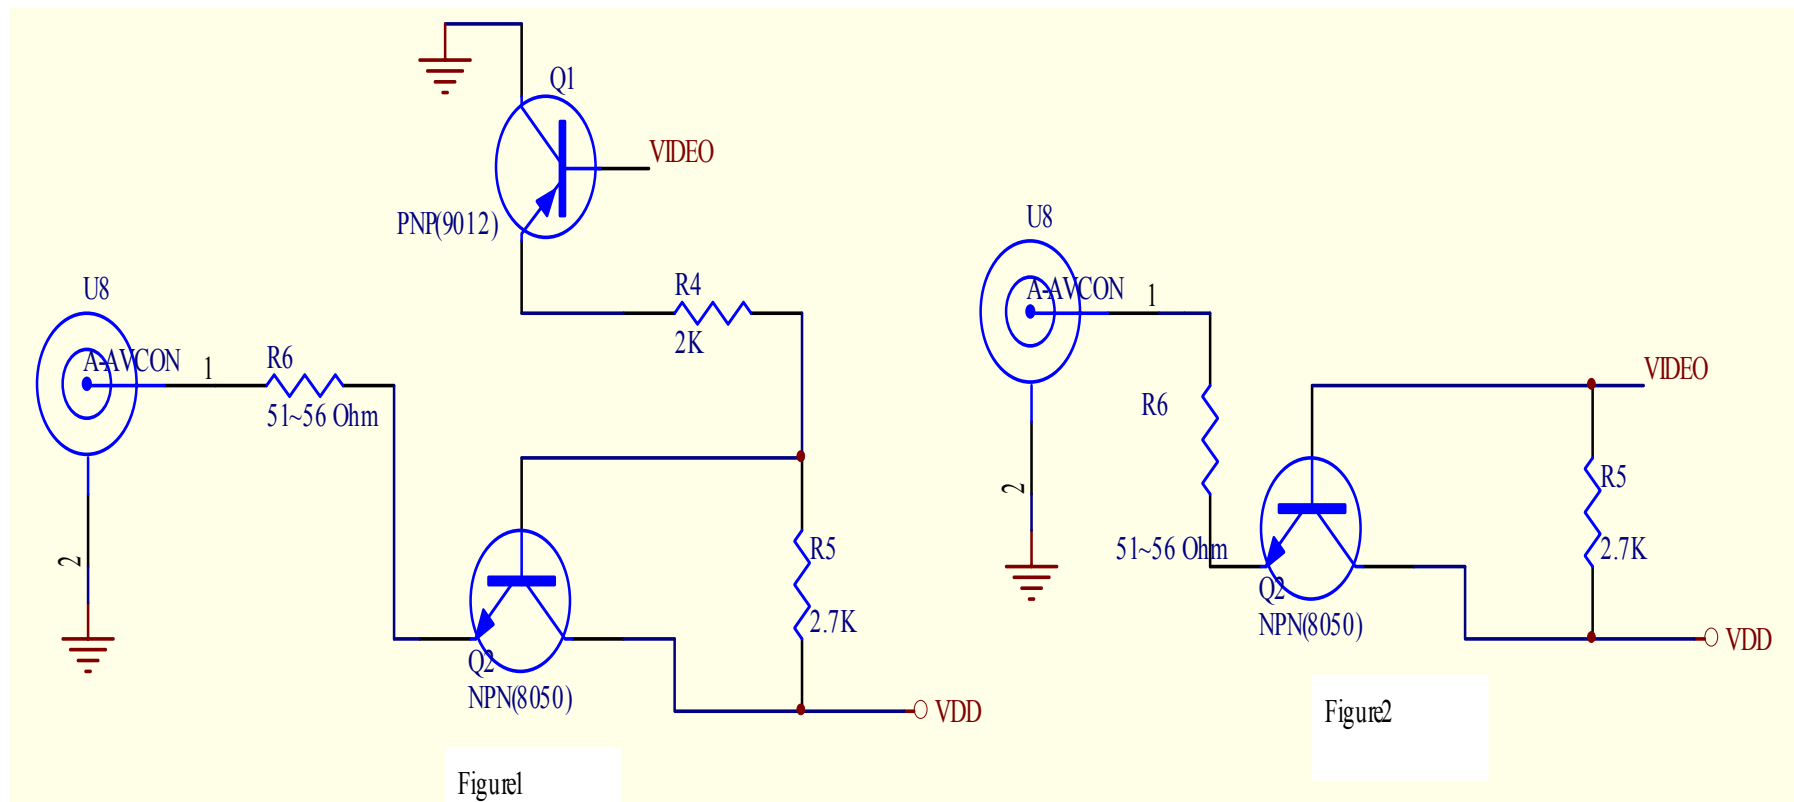 Q1
VIDEO
PNP(9012)
U8
A-AVCON
1
R6
51~56 Ohm
2
R4
2K
R5
2.7K
Q2
NPN(8050)
VDD
Figure1
U8
A-AVCON
1
VIDEO
R6
51~56 Ohm
2
R5
2.7K
Q2
NPN(8050)
VDD
Figure2